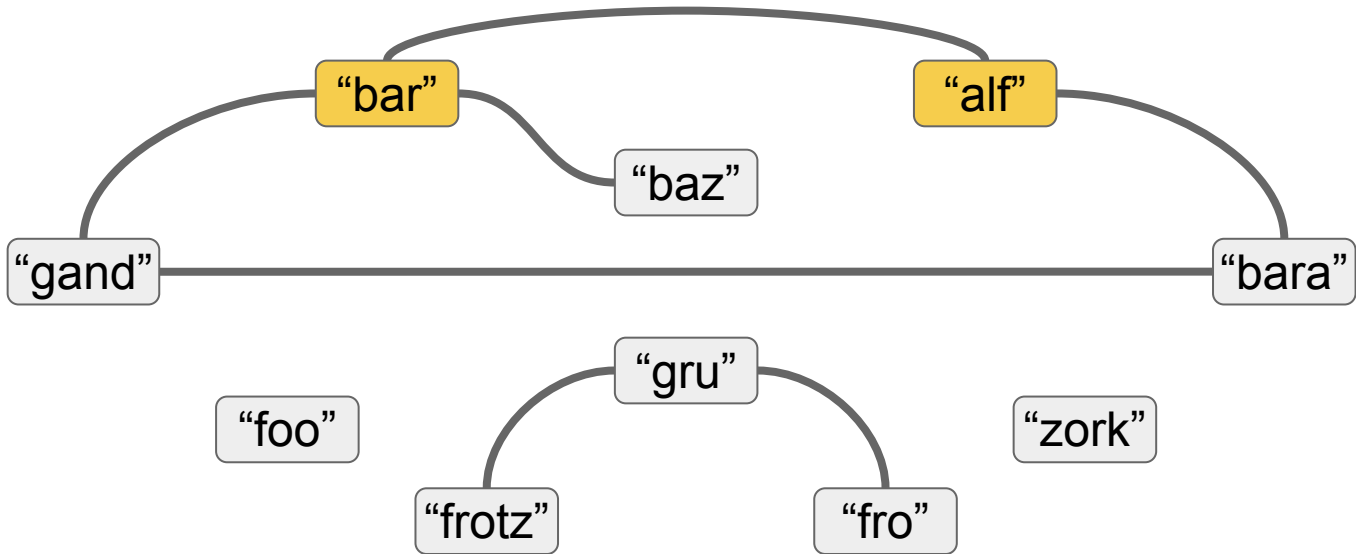 “bar”
“alf”
“baz”
“gand”
“bara”
“gru”
“foo”
“zork”
“frotz”
“fro”